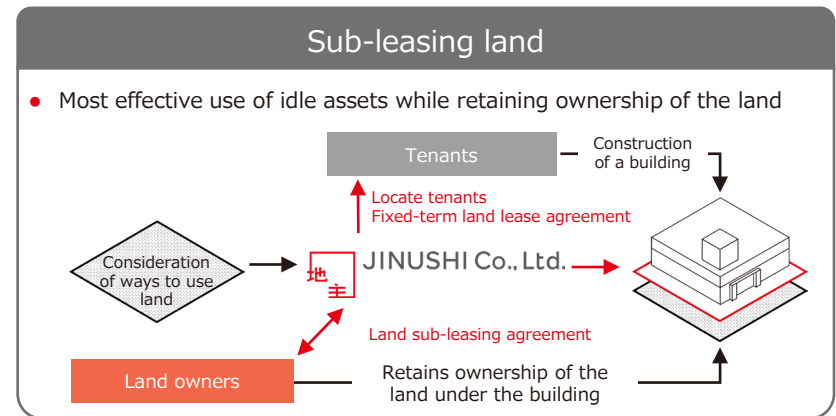 Sub-leasing land
● Most effective use of idle assets while retaining ownership of the land
Tenants
Construction
of a building
Locate tenants
Fixed-term land lease agreement
Consideration
of ways to use
land
地主
JINUSHI Co., Ltd.
Land sub-leasing agreement
Land owners
Retains ownership of the
land under the building